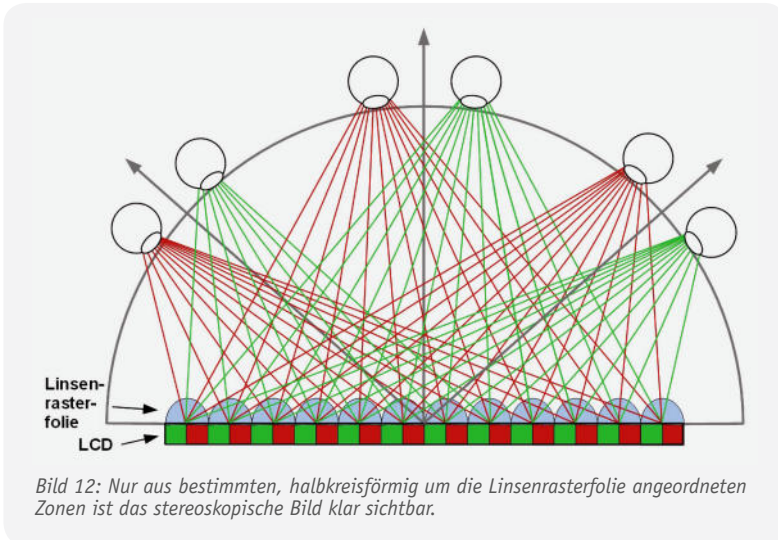 Linsen-
raster-
folie
LCD
Bild 12: Nur aus bestimmten, halbkreisförmig um die Linsenrasterfolie angeordneten
Zonen ist das stereoskopische Bild klar sichtbar.